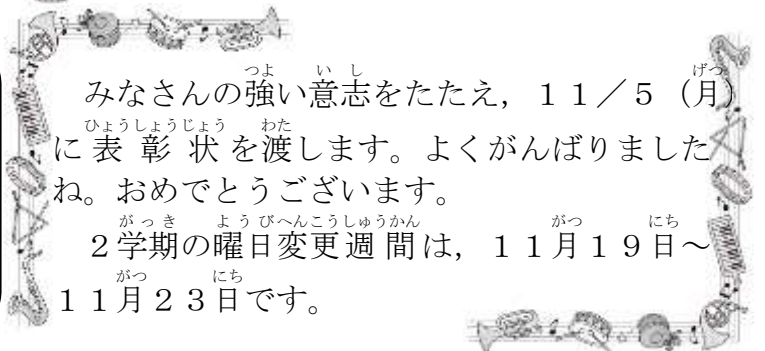 みなさんの強い意志をたたえ，１１／５（月）
に表彰状を渡します。よくがんばりました
ね。おめでとうございます。
２学期の曜日変更週間は，１１月１９日～
１１月２３日です。